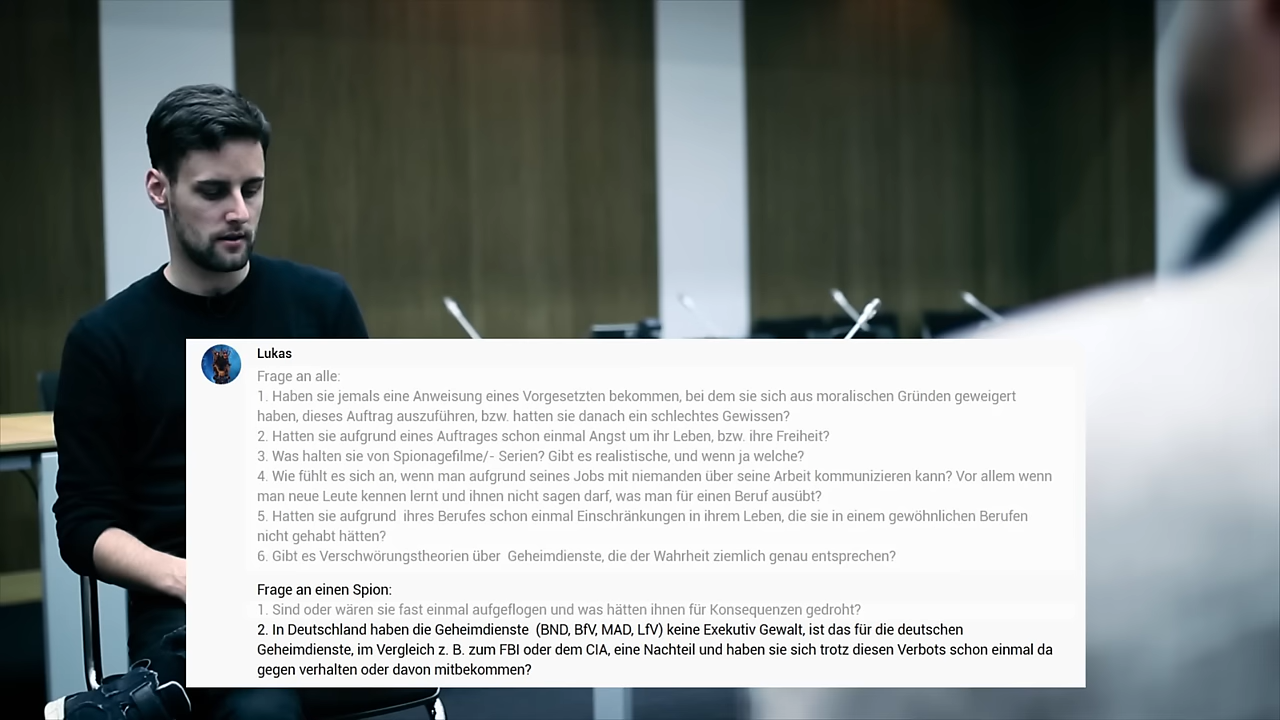 Lukas
Frage an alle:
1. Haben sie jemals eine Anweisung eines Vorgesetzten bekommen, bei dem sie sich aus moralischen Gründen geweigert
haben, dieses Auftrag auszuführen, bzw. hatten sie danach ein schlechtes Gewissen?
2. Hatten sie aufgrund eines Auftrages schon einmal Angst um ihr Leben, bzw. ihre Freiheit?
3. Was halten sie von Spionagefilme/- Serien? Gibt es realistische, und wenn ja welche?
4. Wie fühlt es sich an, wenn man aufgrund seines Jobs mit niemanden über seine Arbeit kommunizieren kann? Vor allem wenn
man neue Leute kennen lernt und ihnen nicht sagen darf, was man für einen Beruf ausübt?
5. Hatten sie aufgrund  ihres Berufes schon einmal Einschränkungen in ihrem Leben, die sie in einem gewöhnlichen Berufen
nicht gehabt hätten?
6. Gibt es Verschwörungstheorien über  Geheimdienste, die der Wahrheit ziemlich genau entsprechen?
Frage an einen Spion:
1. Sind oder wären sie fast einmal aufgeflogen und was hätten ihnen für Konsequenzen gedroht?
2. In Deutschland haben die Geheimdienste  (BND, BfV, MAD, LfV) keine Exekutiv Gewalt, ist das für die deutschen
Geheimdienste, im Vergleich z. B. zum FBI oder dem CIA, eine Nachteil und haben sie sich trotz diesen Verbots schon einmal da
gegen verhalten oder davon mitbekommen?